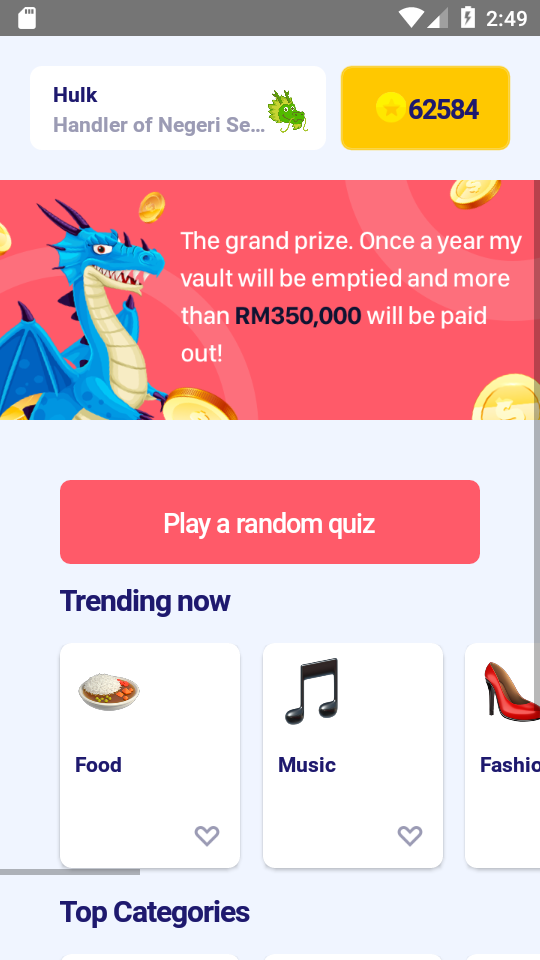 2:49
Hulk
Handler of Negeri Se...
62584
The grand prize. Once a year my
vault will be emptied and more
than RM350,000 will be paid
out!
Play a random quiz
Trending now
Food
Music
Fashio
Top Categories